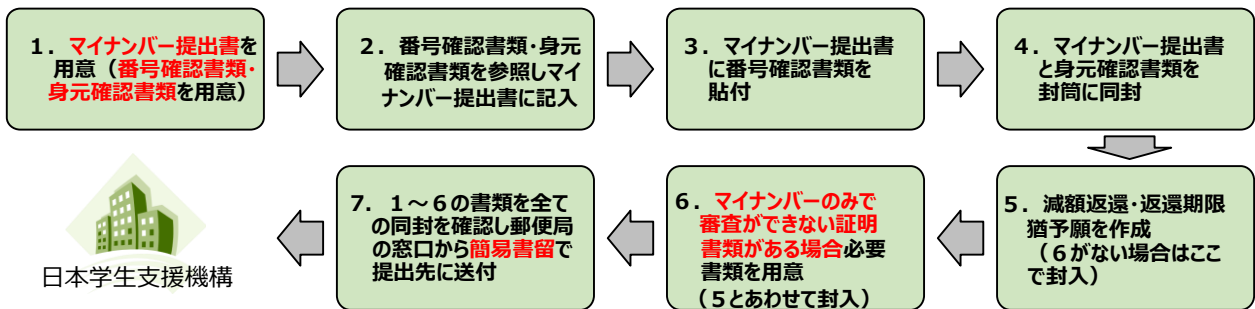 1．マイナンバー提出書を
用意（番号確認書類・
身元確認書類を用意）
2．番号確認書類・身元
確認書類を参照しマイ
ナンバー提出書に記入
3．マイナンバー提出書
に番号確認書類を
貼付
4．マイナンバー提出書
と身元確認書類を
封筒に同封
5．減額返還・返還期限
猶予願を作成
（6がない場合はここ
で封入）
6．マイナンバーのみで
審査ができない証明
書類がある場合必要
書類を用意
（5とあわせて封入）
7．1～6の書類を全て
の同封を確認し郵便局
の窓口から簡易書留で
提出先に送付
日本学生支援機構